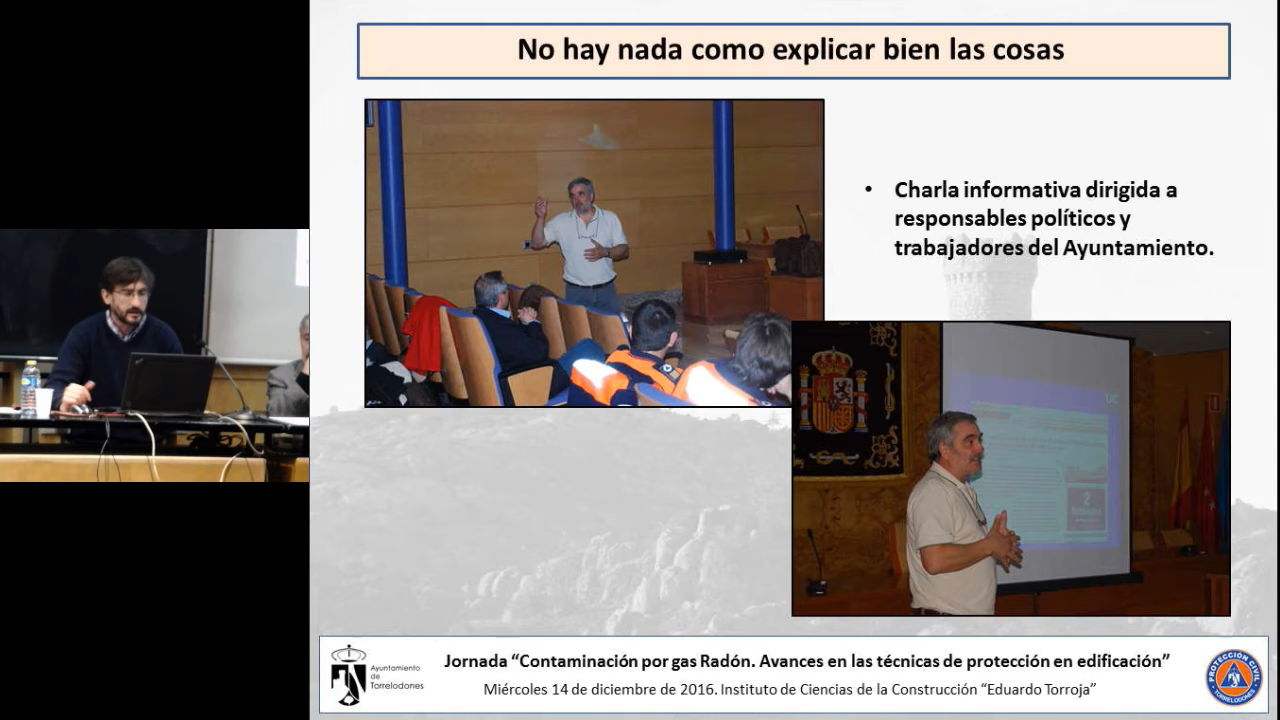 No hay nada como explicar bien las cosas
• Charla informativa dirigida a
responsables políticos y
trabajadores del Ayuntamiento.
UC
2
Ayuntamiento
de
Torrelodones
Jornada “Contaminación por gas Radón. Avances en las técnicas de protección en edificación”
Miércoles 14 de diciembre de 2016. Instituto de Ciencias de la Construcción “Eduardo Torroja”
PROTECCIÓN CIVIL
TORRELODONES